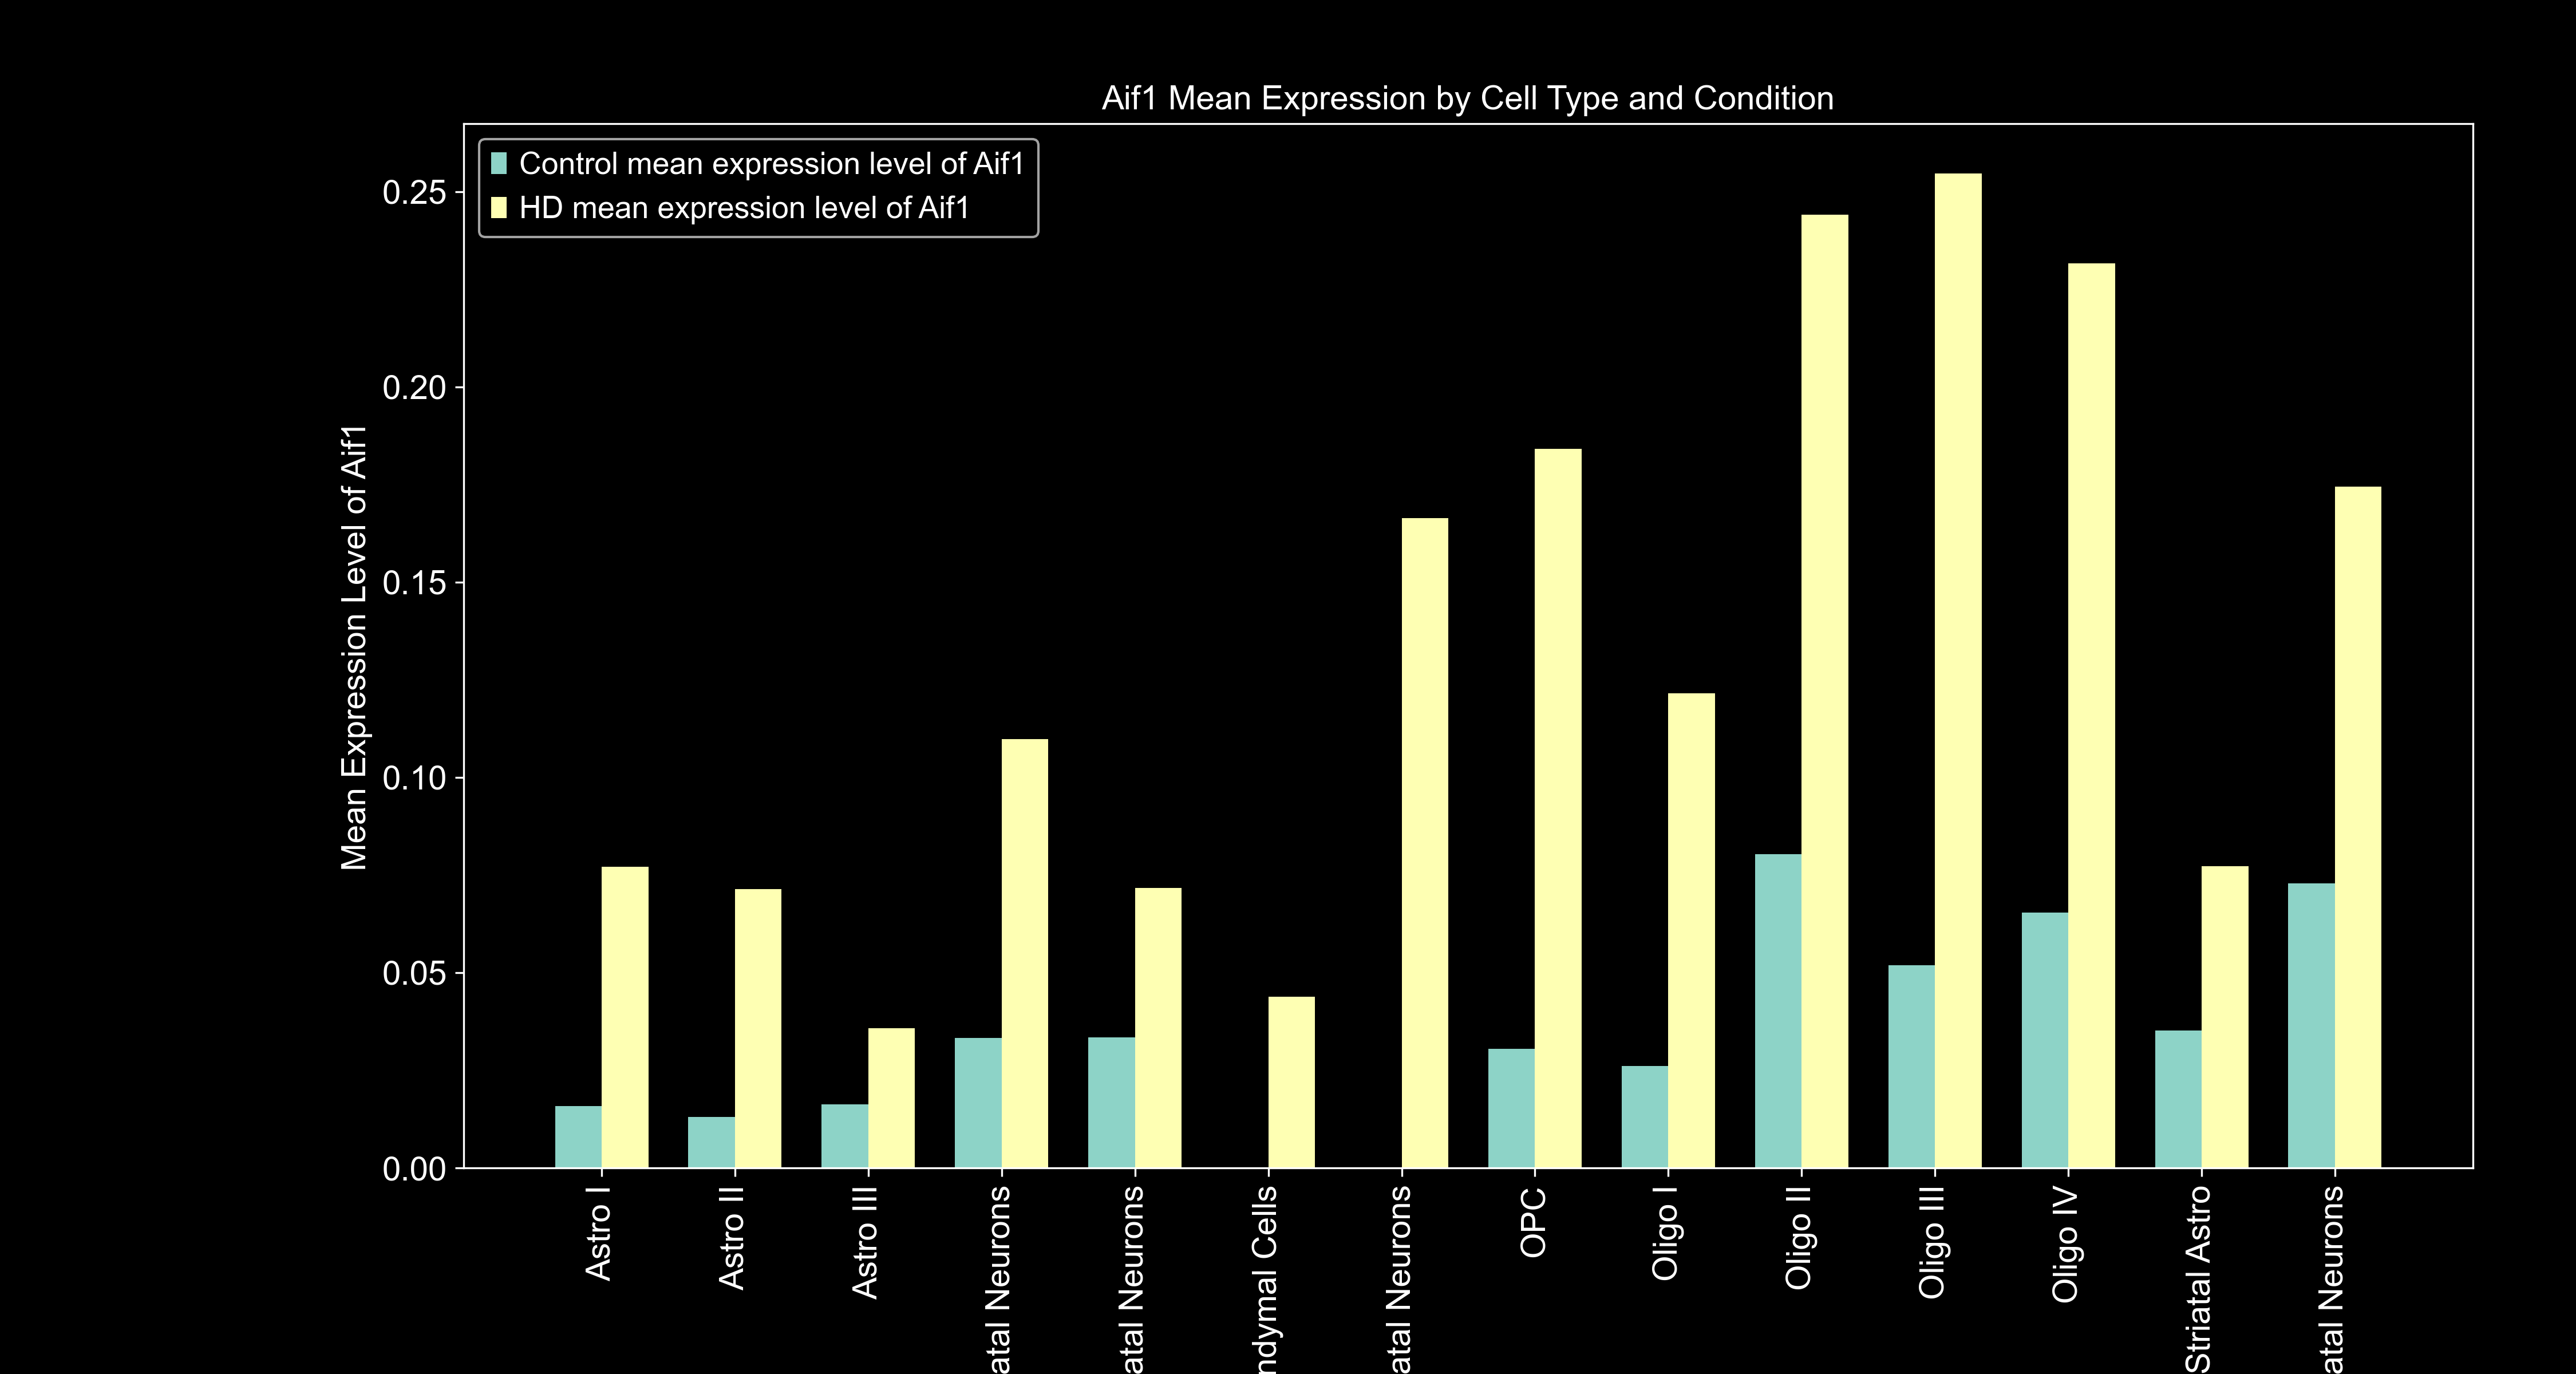 Aif1 Mean Expression by Cell Type and Condition
Control mean expression level of Aif1
HD mean expression level of Aif1
Mean Expression Level of Aif1
0.25
0.20
0.15
0.10
0.05
0.00
Astro I
Astro II
Astro III
atal Neurons
atal Neurons
ndymal Cells
atal Neurons
OPC
Oligo I
Oligo II
Oligo III
Oligo IV
Striatal Astro
atal Neurons